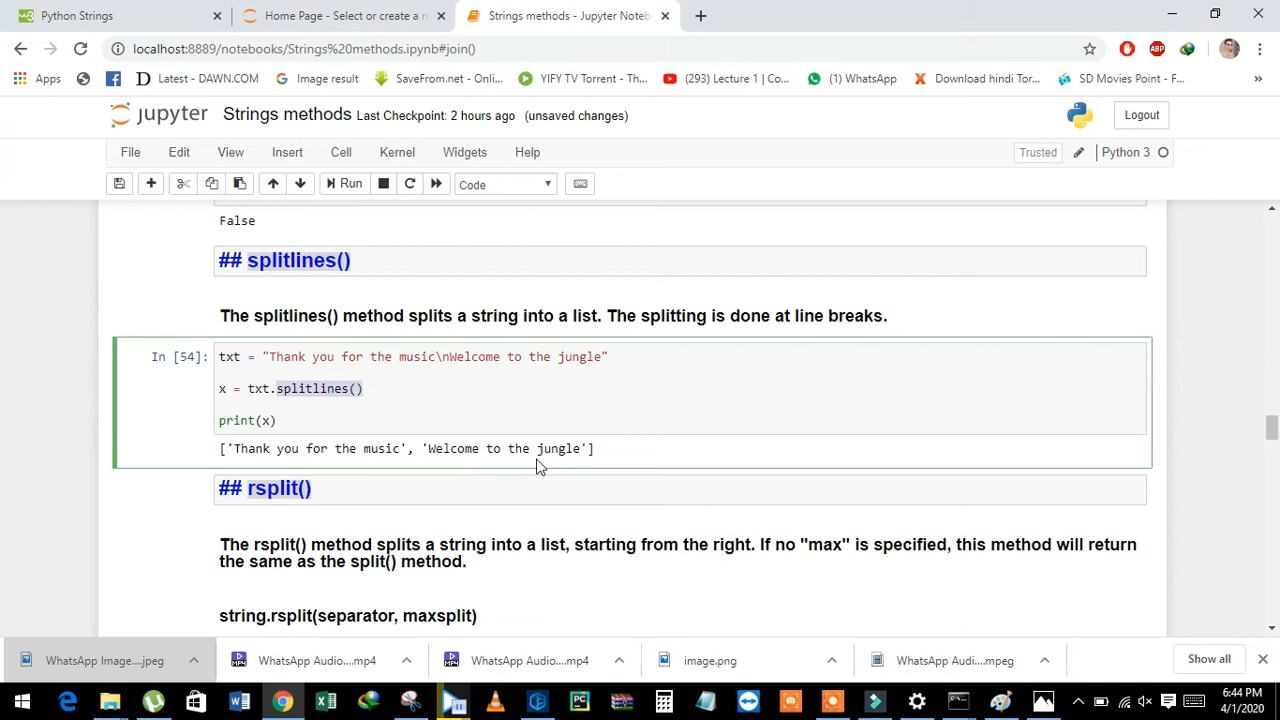 Python Strings
Home Page - Select or create a n
Strings methods - Jupyter Noteb
localhost:8889/notebooks/Strings%20methods.ipynb#join()
ABP
Apps
Latest - DAWN.COM
Image result
SaveFrom.net - Onli...
YIFY TV Torrent - Th...
(293) Lecture 1 | Co...
(1) WhatsApp
Download hindi Tor...
SD Movies Point - F...
»
jupyter
Strings methods Last Checkpoint: 2 hours ago (unsaved changes)
Logout
File Edit View Insert Cell Kernel Widgets Help
Trusted
Python 3
Run
Code
False
## splitlines()
The splitlines() method splits a string into a list. The splitting is done at line breaks.
In [54]: txt = "Thank you for the music\nWelcome to the jungle"
x = txt.splitlines()
print(x)
['Thank you for the music', 'Welcome to the jungle']
## rsplit()
The rsplit() method splits a string into a list, starting from the right. If no "max" is specified, this method will return
the same as the split() method.
string.rsplit(separator, maxsplit)
WhatsApp Image....jpeg
WhatsApp Audio....mp4
WhatsApp Audio....mp4
image.png
WhatsApp Audi....mpeg
Show all
6:44 PM
4/1/2020